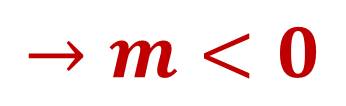 → m < 0